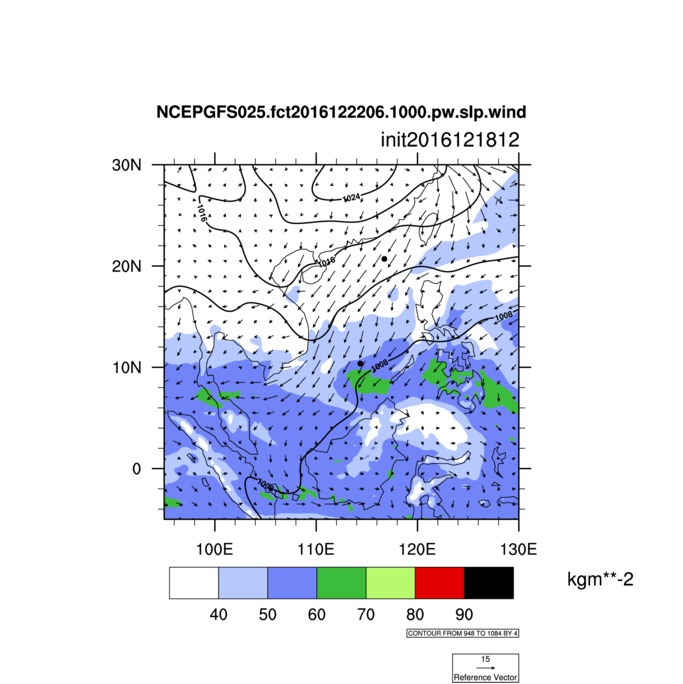 NCEPGFS025.fct2016122206.1000.pw.slp.wind
init2016121812
30N
1024
1016
1016
20N
1008
10N
1008
0
1008
100E 110E 120E 130E
kgm**-2
40 50 60 70 80 90
CONTOUR FROM 948 TO 1084 BY 4
15
Reference Vector